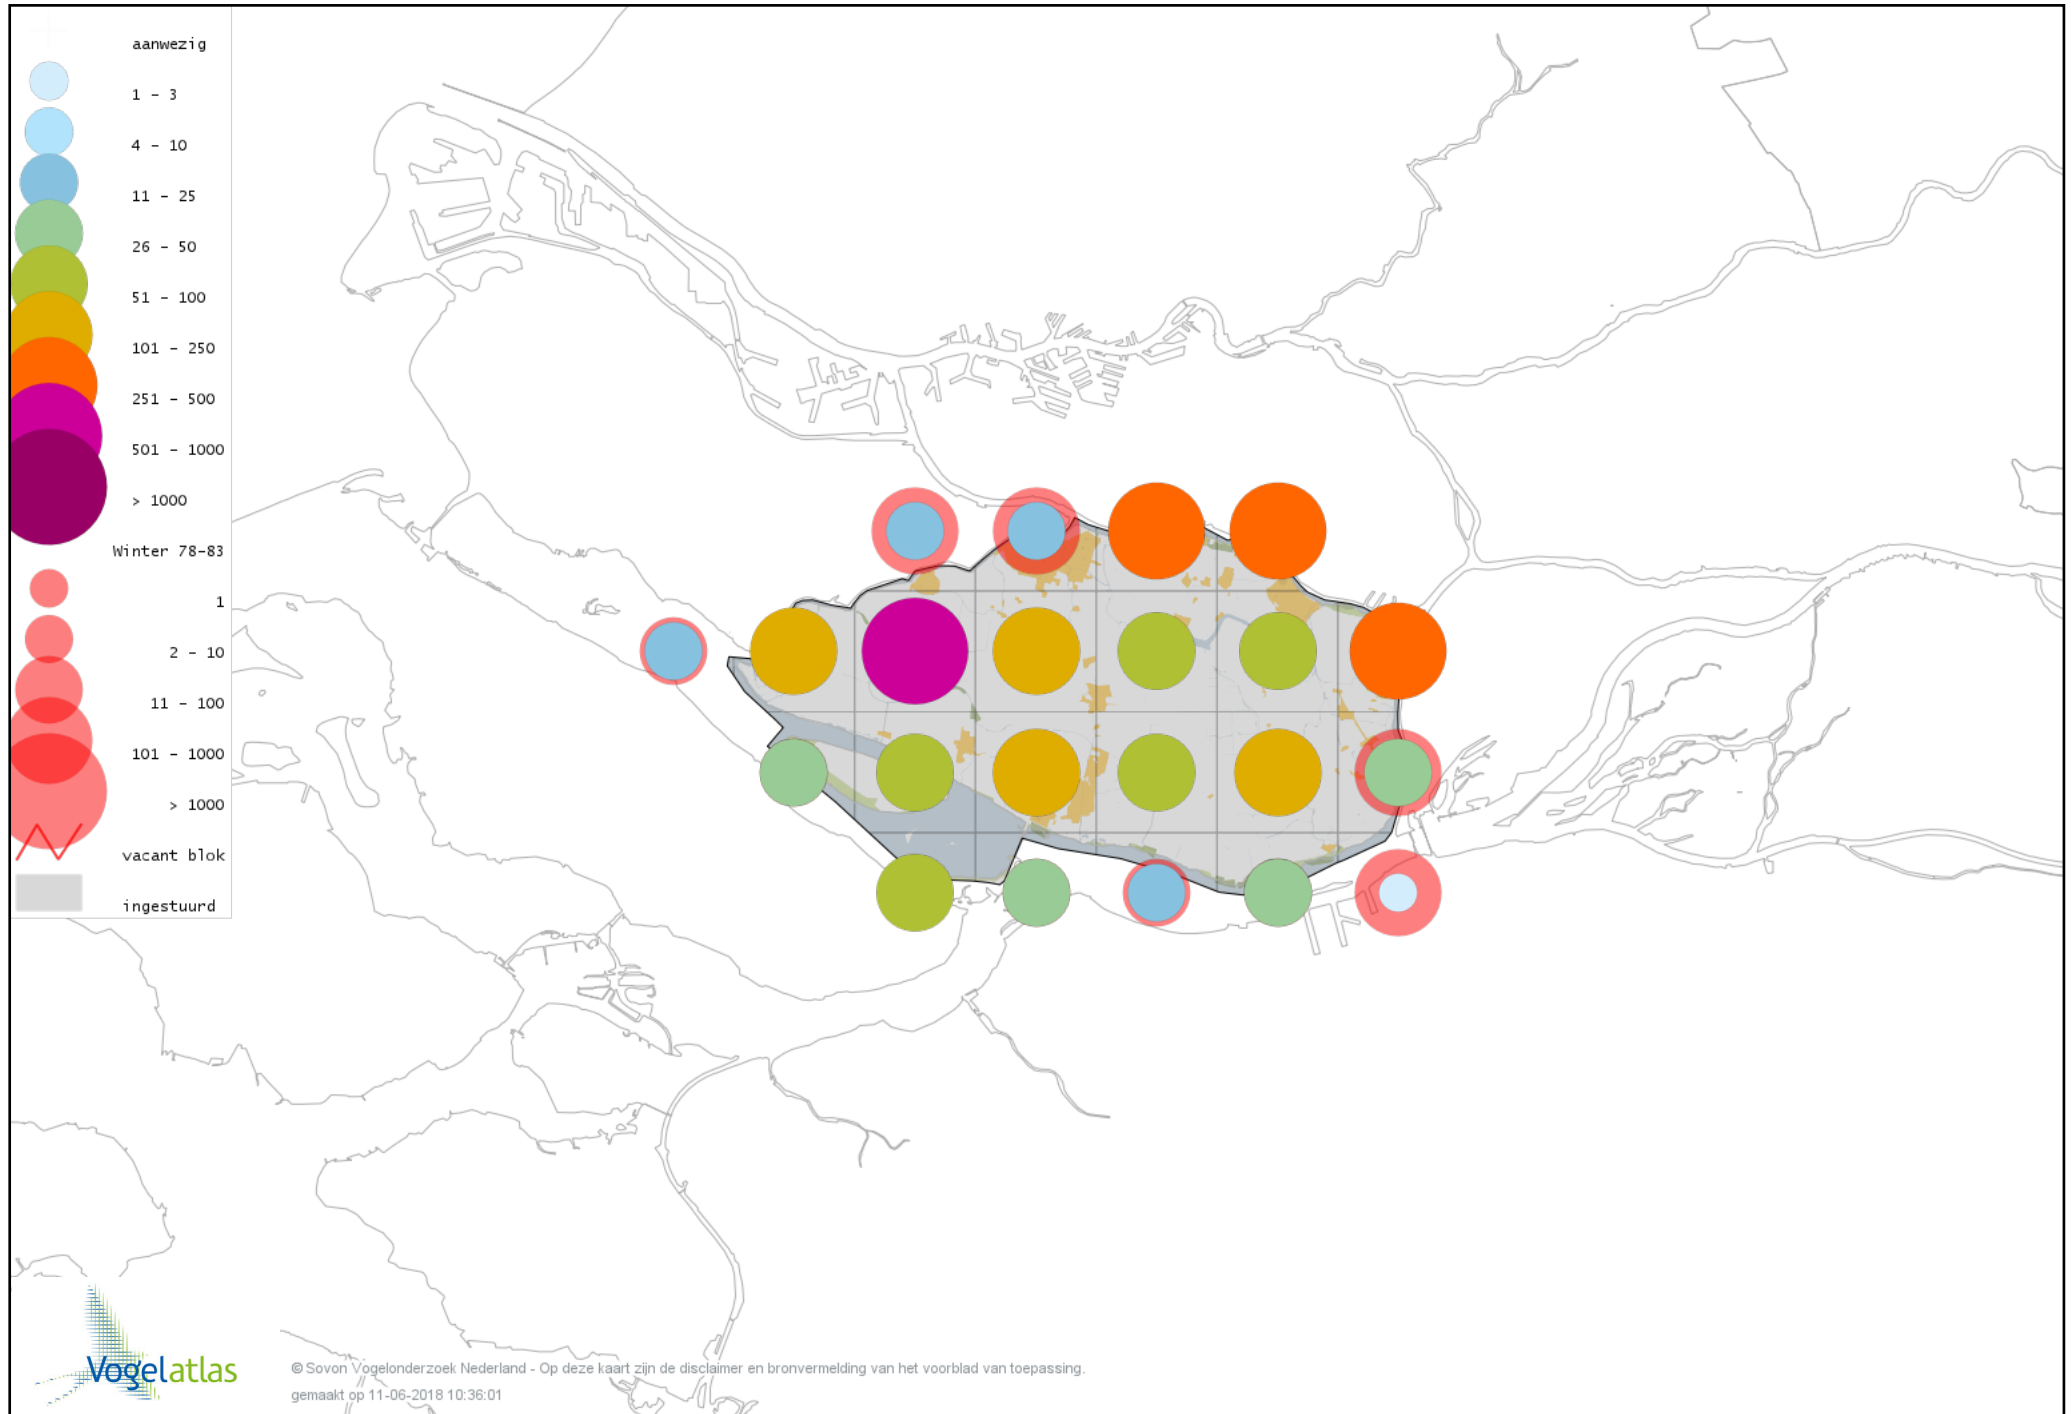 aanwezig
1 - 3
4 - 10
11 - 25
26 - 50
51 - 100
101 - 250
251 - 500
501 - 1000
> 1000
Winter 78-83
1
2 - 10
11 - 100
101 - 1000
> 1000
vacant blok
ingestuurd
Vogelatlas
© Sovon Vogelonderzoek Nederland - Op deze kaart zijn de disclaimer en bronvermelding van het voorblad van toepassing.
gemaakt op 11-06-2018 10:36:01